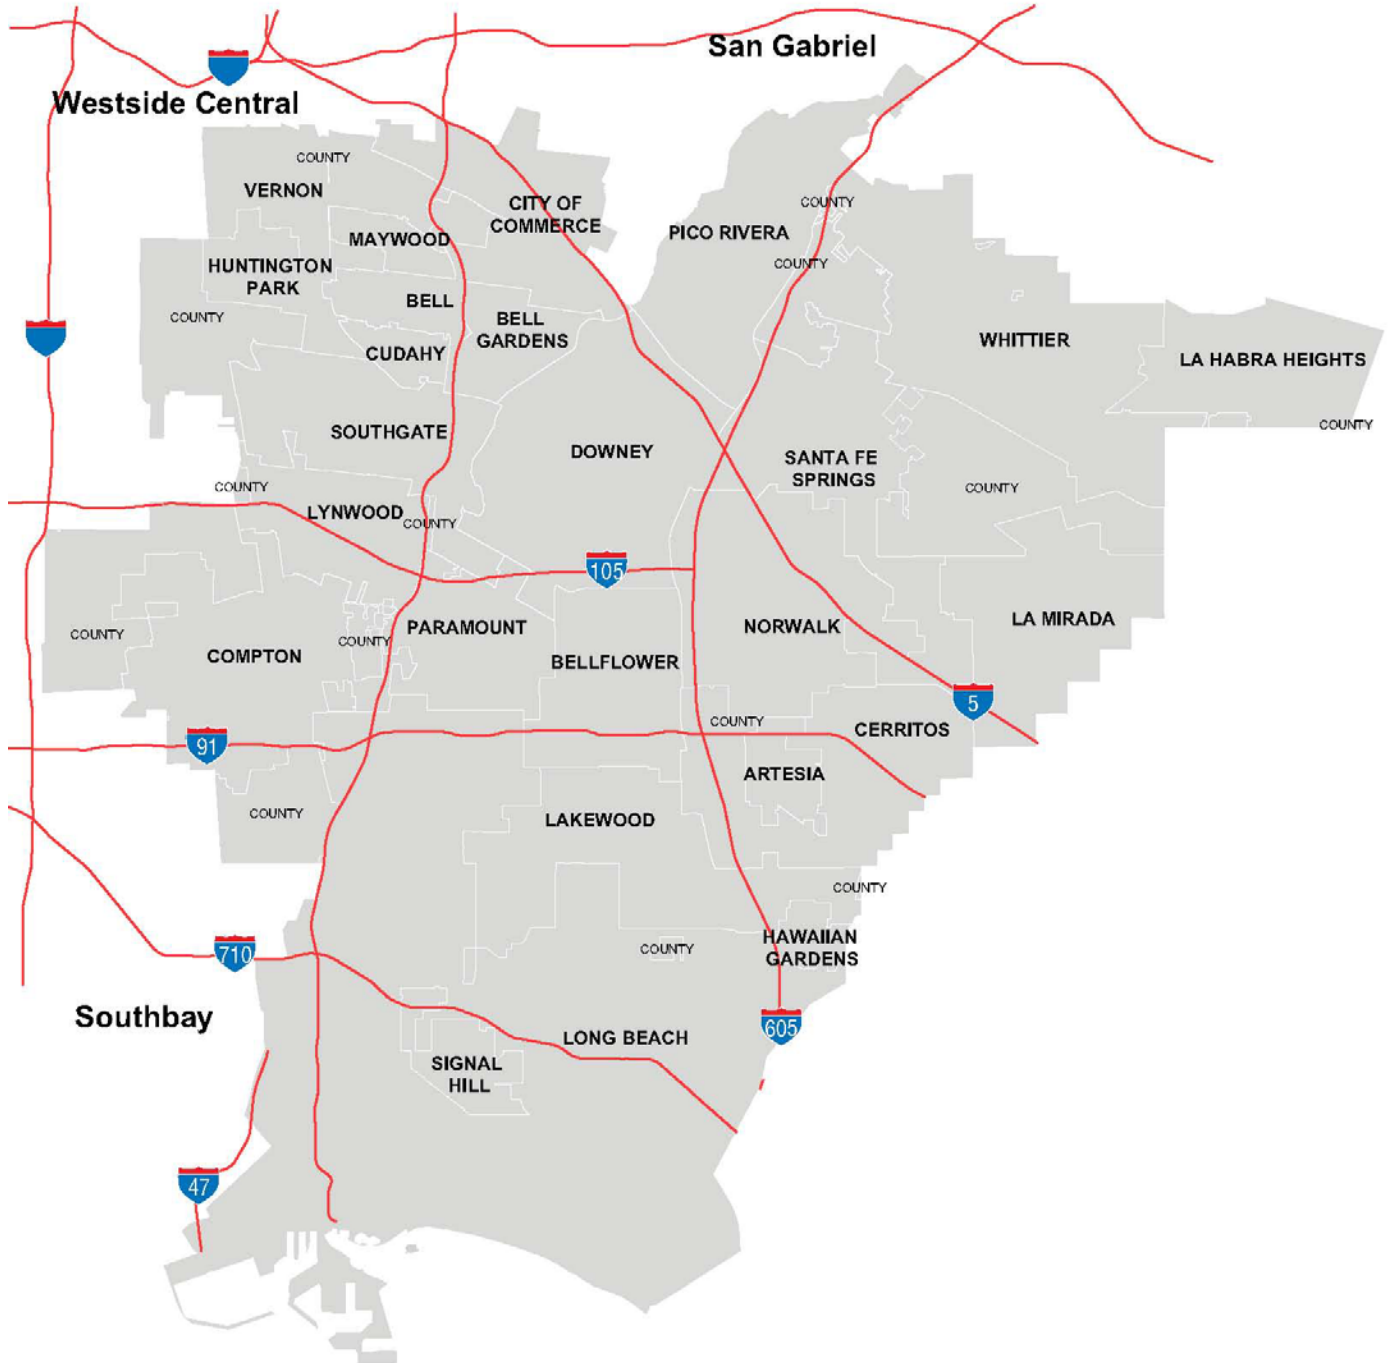 San Gabriel
Westside Central
COUNTY
VERNON
CITY OF
COMMERCE
COUNTY
PICO RIVERA
MAYWOOD
HUNTINGTON
PARK
COUNTY
BELL
COUNTY
BELL
GARDENS
WHITTIER
CUDAHY
LA HABRA HEIGHTS
COUNTY
SOUTHGATE
DOWNEY
SANTA FE
SPRINGS
COUNTY
COUNTY
LYNWOOD
COUNTY
105
COUNTY
COMPTON
COUNTY
PARAMOUNT
BELLFLOWER
NORWALK
LA MIRADA
5
COUNTY
CERRITOS
91
ARTESIA
COUNTY
LAKEWOOD
COUNTY
710
COUNTY
HAWAIIAN
GARDENS
Southbay
605
LONG BEACH
SIGNAL
HILL
47